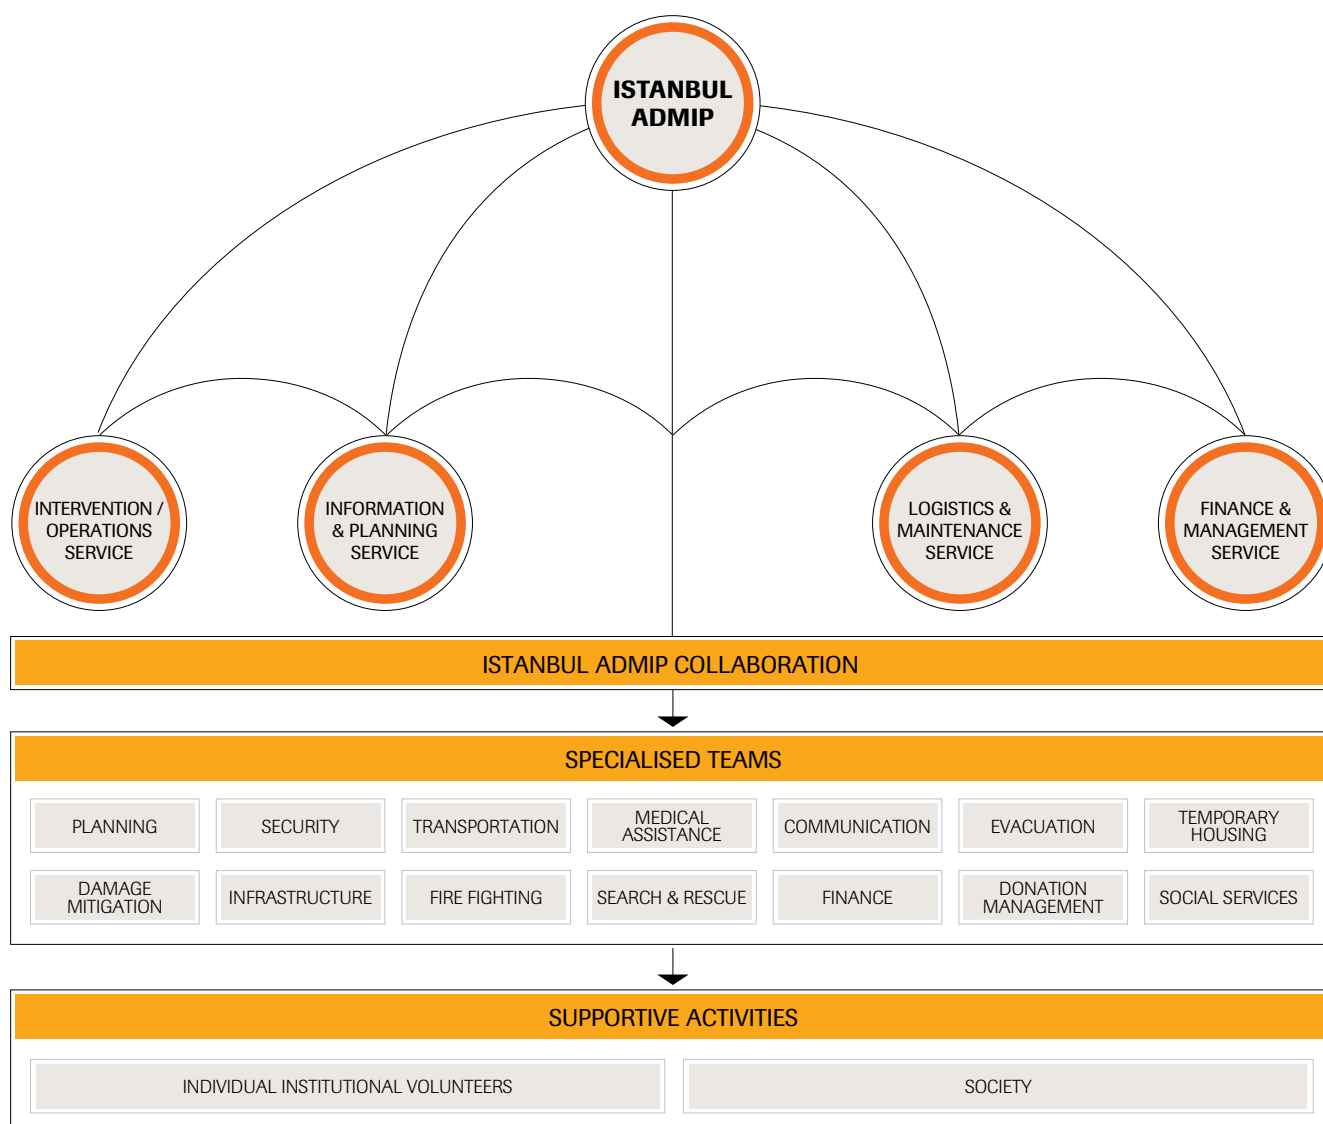 ISTANBUL
ADMIP
INTERVENTION /
OPERATIONS
SERVICE
INFORMATION
& PLANNING
SERVICE
LOGISTICS &
MAINTENANCE
SERVICE
FINANCE &
MANAGEMENT
SERVICE
ISTANBUL ADMIP COLLABORATION
SPECIALISED TEAMS
PLANNING
SECURITY
TRANSPORTATION
MEDICAL
ASSISTANCE
COMMUNICATION
EVACUATION
TEMPORARY
HOUSING
DAMAGE
MITIGATION
INFRASTRUCTURE
FIRE FIGHTING
SEARCH & RESCUE
FINANCE
DONATION
MANAGEMENT
SOCIAL SERVICES
SUPPORTIVE ACTIVITIES
INDIVIDUAL INSTITUTIONAL VOLUNTEERS
SOCIETY